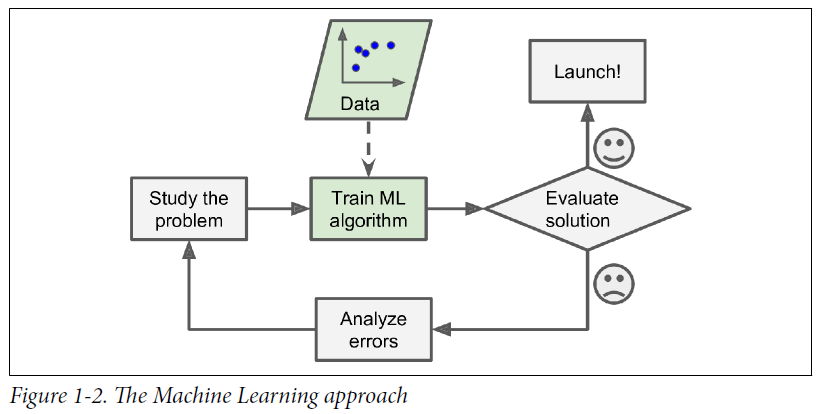 Data
Launch!
Study the
problem
Train ML
algorithm
Evaluate
solution
Analyze
errors
Figure 1-2. The Machine Learning approach